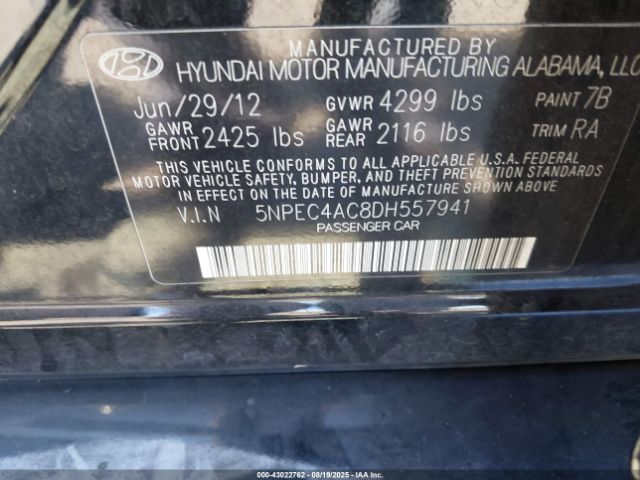 MANUFACTURED BY
HYUNDAI MOTOR MANUFACTURING ALABAMA, LLC
Jun/29/12 GVWR 4299 lbs PAINT 7B
GAWR FRONT 2425 lbs GAWR REAR 2116 lbs TRIM RA
THIS VEHICLE CONFORMS TO ALL APPLICABLE U.S.A. FEDERAL
MOTOR VEHICLE SAFETY, BUMPER, AND THEFT PREVENTION STANDARDS
IN EFFECT ON THE DATE OF MANUFACTURE SHOWN ABOVE
V.I.N 5NPEC4AC8DH557941
PASSENGER CAR
000-43022762 - 08/19/2025 - WWW.IAAI.COM